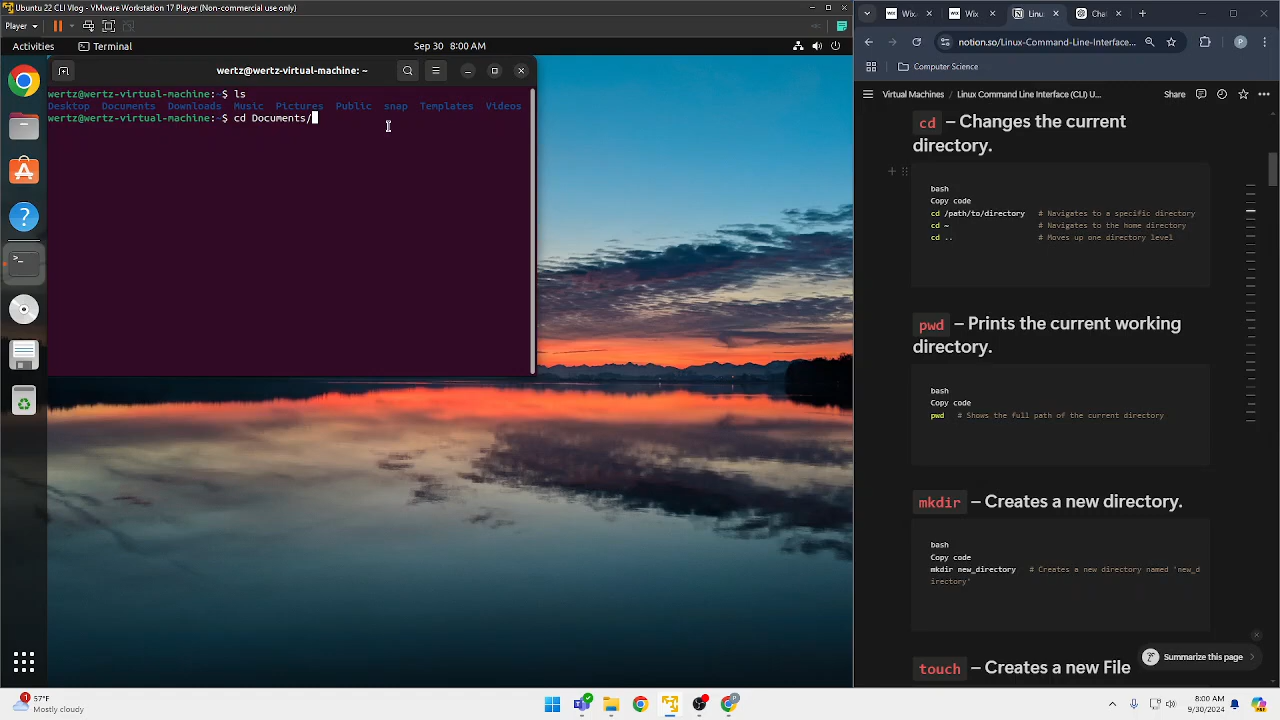 Ubuntu 22 CLI Vlog - VMware Workstation 17 Player (Non-commercial use only)
Player
Activities
Terminal
Sep 30 8:00 AM
wertz@wertz-virtual-machine: ~
wertz@wertz-virtual-machine:~$ ls
Desktop Documents Downloads Music Pictures Public snap Templates Videos
wertz@wertz-virtual-machine:~$ cd Documents/
Wix
Wix
Linu
Cha
notion.so/Linux-Command-Line-Interface...
P
Computer Science
Virtual Machines / Linux Command Line Interface (CLI) U...
Share
cd – Changes the current
directory.
bash
Copy code
cd /path/to/directory # Navigates to a specific directory
cd ~ # Navigates to the home directory
cd .. # Moves up one directory level
pwd – Prints the current working
directory.
bash
Copy code
pwd # Shows the full path of the current directory
mkdir – Creates a new directory.
bash
Copy code
mkdir new_directory # Creates a new directory named 'new_d
irectory'
touch – Creates a new File
Summarize this page
1
57°F
Mostly cloudy
8:00 AM
9/30/2024